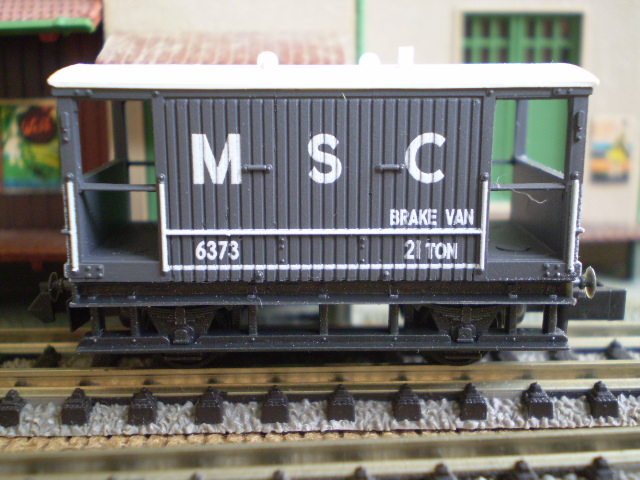 M S C
BRAKE VAN
6373 21 TON